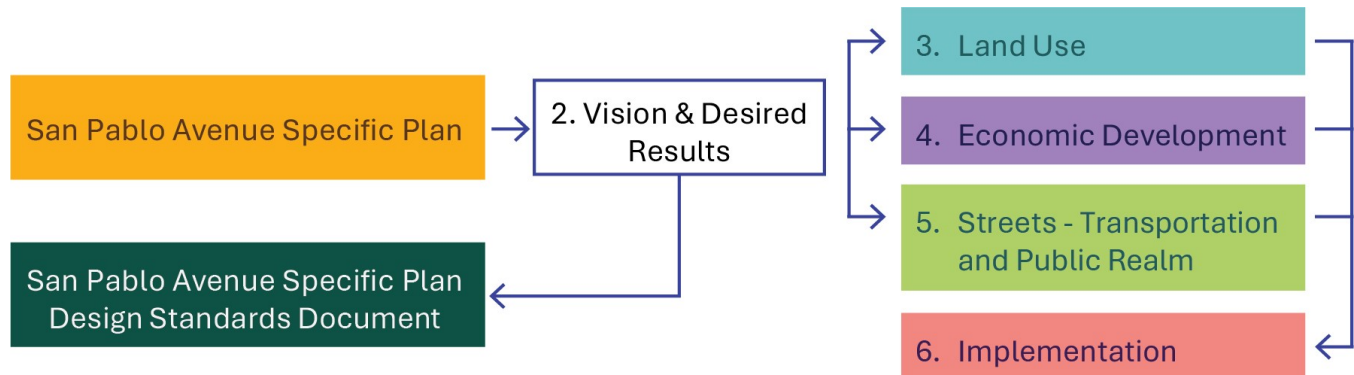 San Pablo Avenue Specific Plan
2. Vision & Desired
Results
3. Land Use
4. Economic Development
5. Streets - Transportation
and Public Realm
6. Implementation
San Pablo Avenue Specific Plan
Design Standards Document